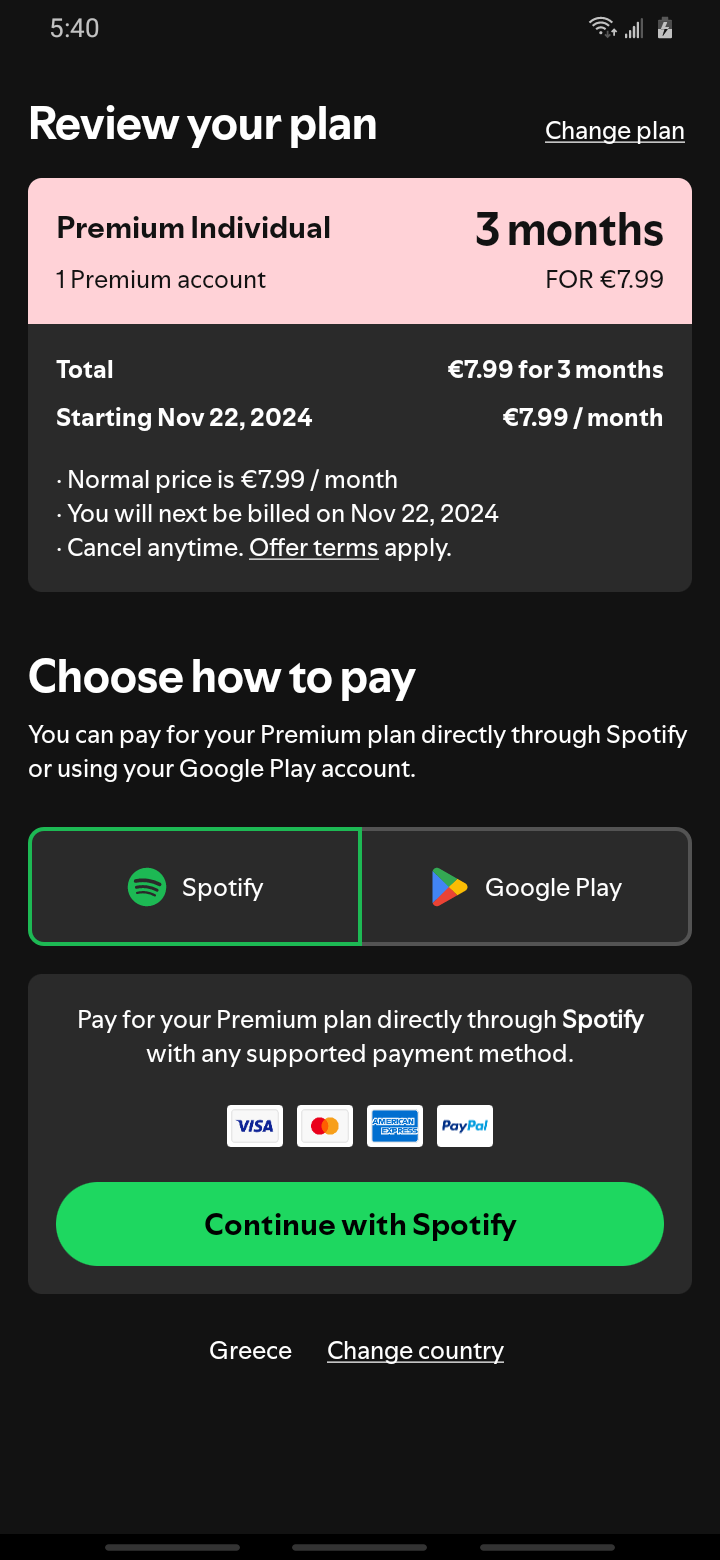 5:40
Review your plan
Change plan
Premium Individual
3 months
1 Premium account
FOR €7.99
Total
€7.99 for 3 months
Starting Nov 22, 2024
€7.99 / month
· Normal price is €7.99 / month
· You will next be billed on Nov 22, 2024
· Cancel anytime. Offer terms apply.
Choose how to pay
You can pay for your Premium plan directly through Spotify
or using your Google Play account.
Spotify
Google Play
Pay for your Premium plan directly through Spotify
with any supported payment method.
VISA
AMERICAN
EXPRESS
PayPal
Continue with Spotify
Greece
Change country